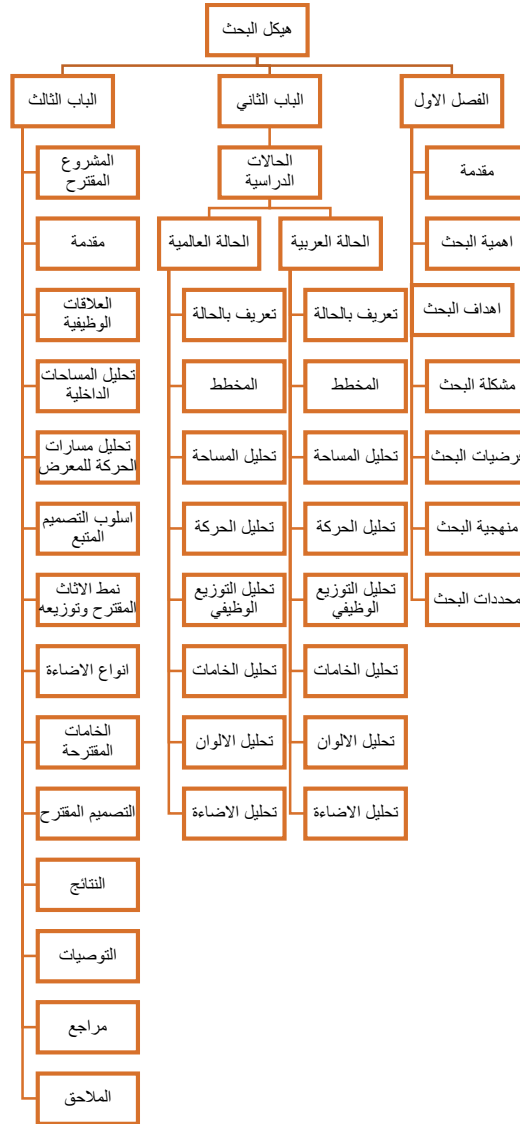 هيكل البحث
الفصل الاول
مقدمة
اهمية البحث
اهداف البحث
مشكلة البحث
فرضيات البحث
منهجية البحث
محددات البحث
الباب الثاني
الحالات
الدراسية
الحالة العربية
تعريف بالحالة
المخطط
تحليل المساحة
تحليل الحركة
تحليل التوزيع
الوظيفي
تحليل الخامات
تحليل الالوان
تحليل الاضاءة
الحالة العالمية
تعريف بالحالة
المخطط
تحليل المساحة
تحليل الحركة
تحليل التوزيع
الوظيفي
تحليل الخامات
تحليل الالوان
تحليل الاضاءة
الباب الثالث
المشروع
المقترح
مقدمة
العلاقات
الوظيفية
تحليل المساحات
الداخلية
تحليل مسارات
الحركة للمعرض
اسلوب التصميم
المتبع
نمط الاثاث
المقترح وتوزيعه
انواع الاضاءة
الخامات
المقترحة
التصميم المقترح
النتائج
التوصيات
مراجع
الملاحق